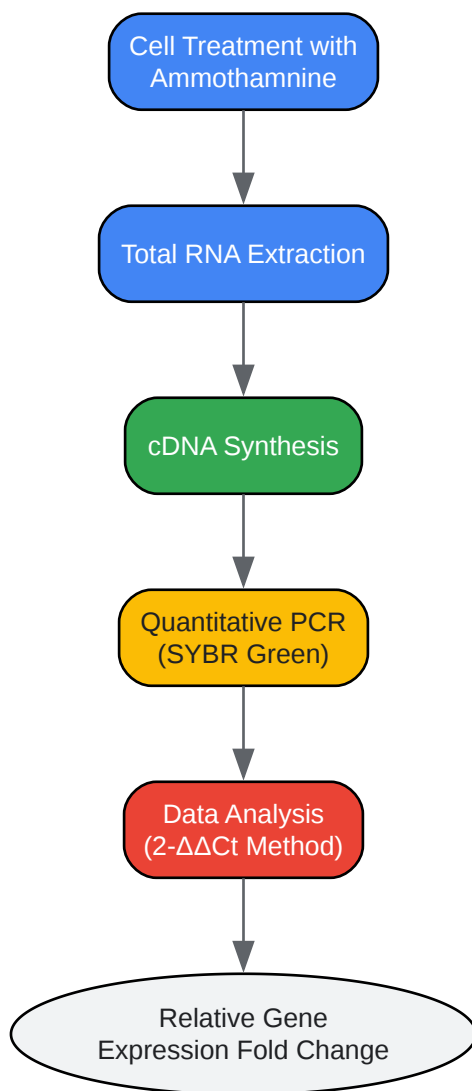 Cell Treatment with
Ammothamnine
Total RNA Extraction
cDNA Synthesis
Quantitative PCR
(SYBR Green)
Data Analysis
(2-ΔΔCt Method)
Relative Gene
Expression Fold Change